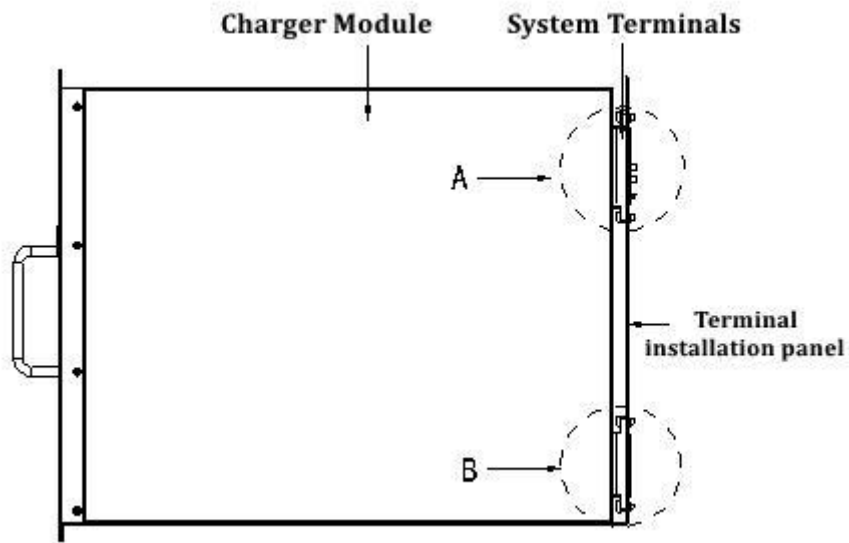 Charger Module
System Terminals
A
Terminal
installation panel
B